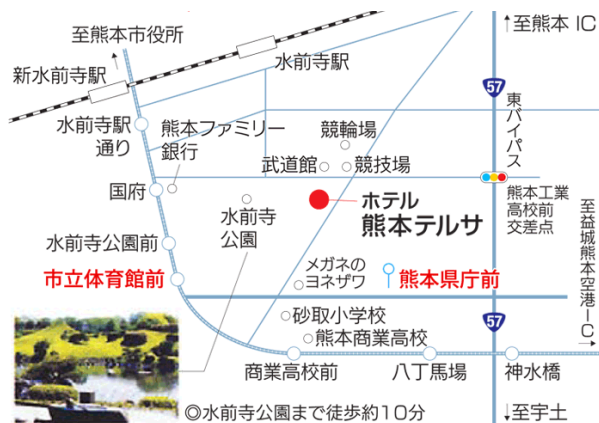 至熊本市役所
↑至熊本 IC
水前寺駅
新水前寺駅
57
東バイパス
水前寺駅
通り
熊本ファミリー
銀行
競輪場
武道館
競技場
国府
水前寺
公園
ホテル
熊本テルサ
熊本工業
高校前
交差点
至益城熊本空港IC→
水前寺公園前
市立体育館前
メガネの
ヨネザワ
熊本県庁前
砂取小学校
熊本商業高校
57
商業高校前
八丁馬場
神水橋
◎水前寺公園まで徒歩約10分
↓至宇土